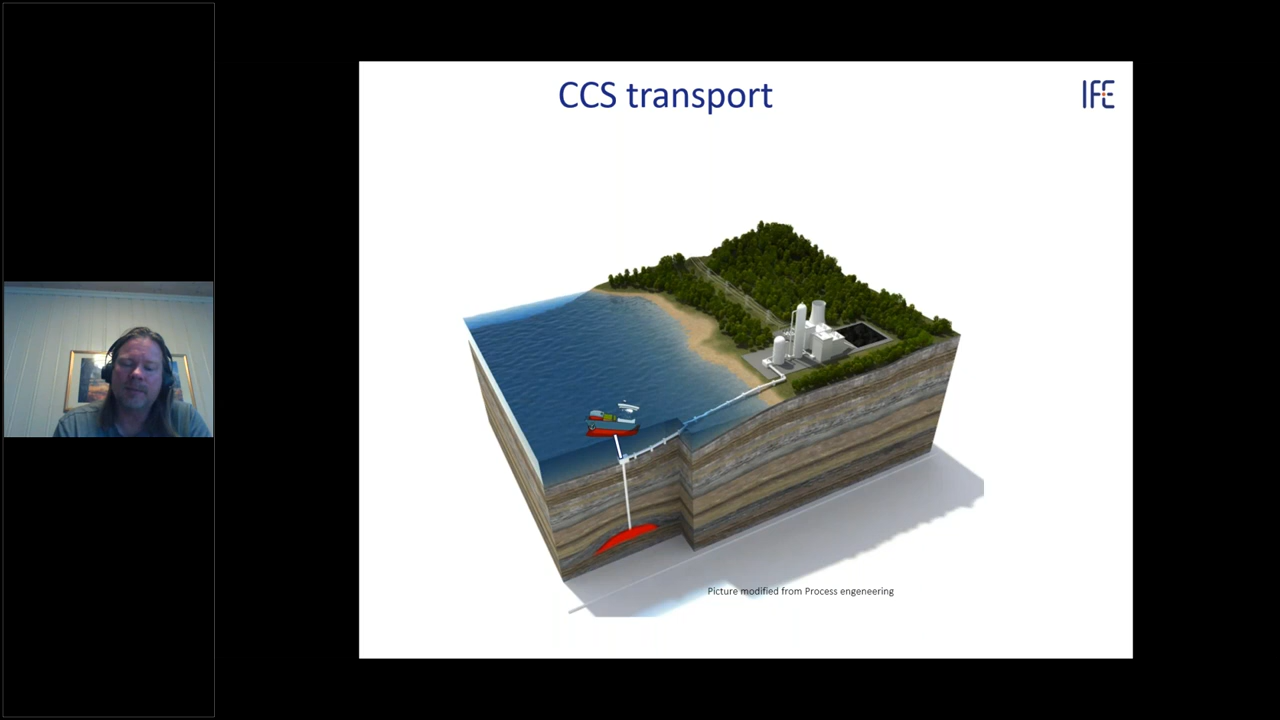 CCS transport
IFE
Picture modified from Process engeneering